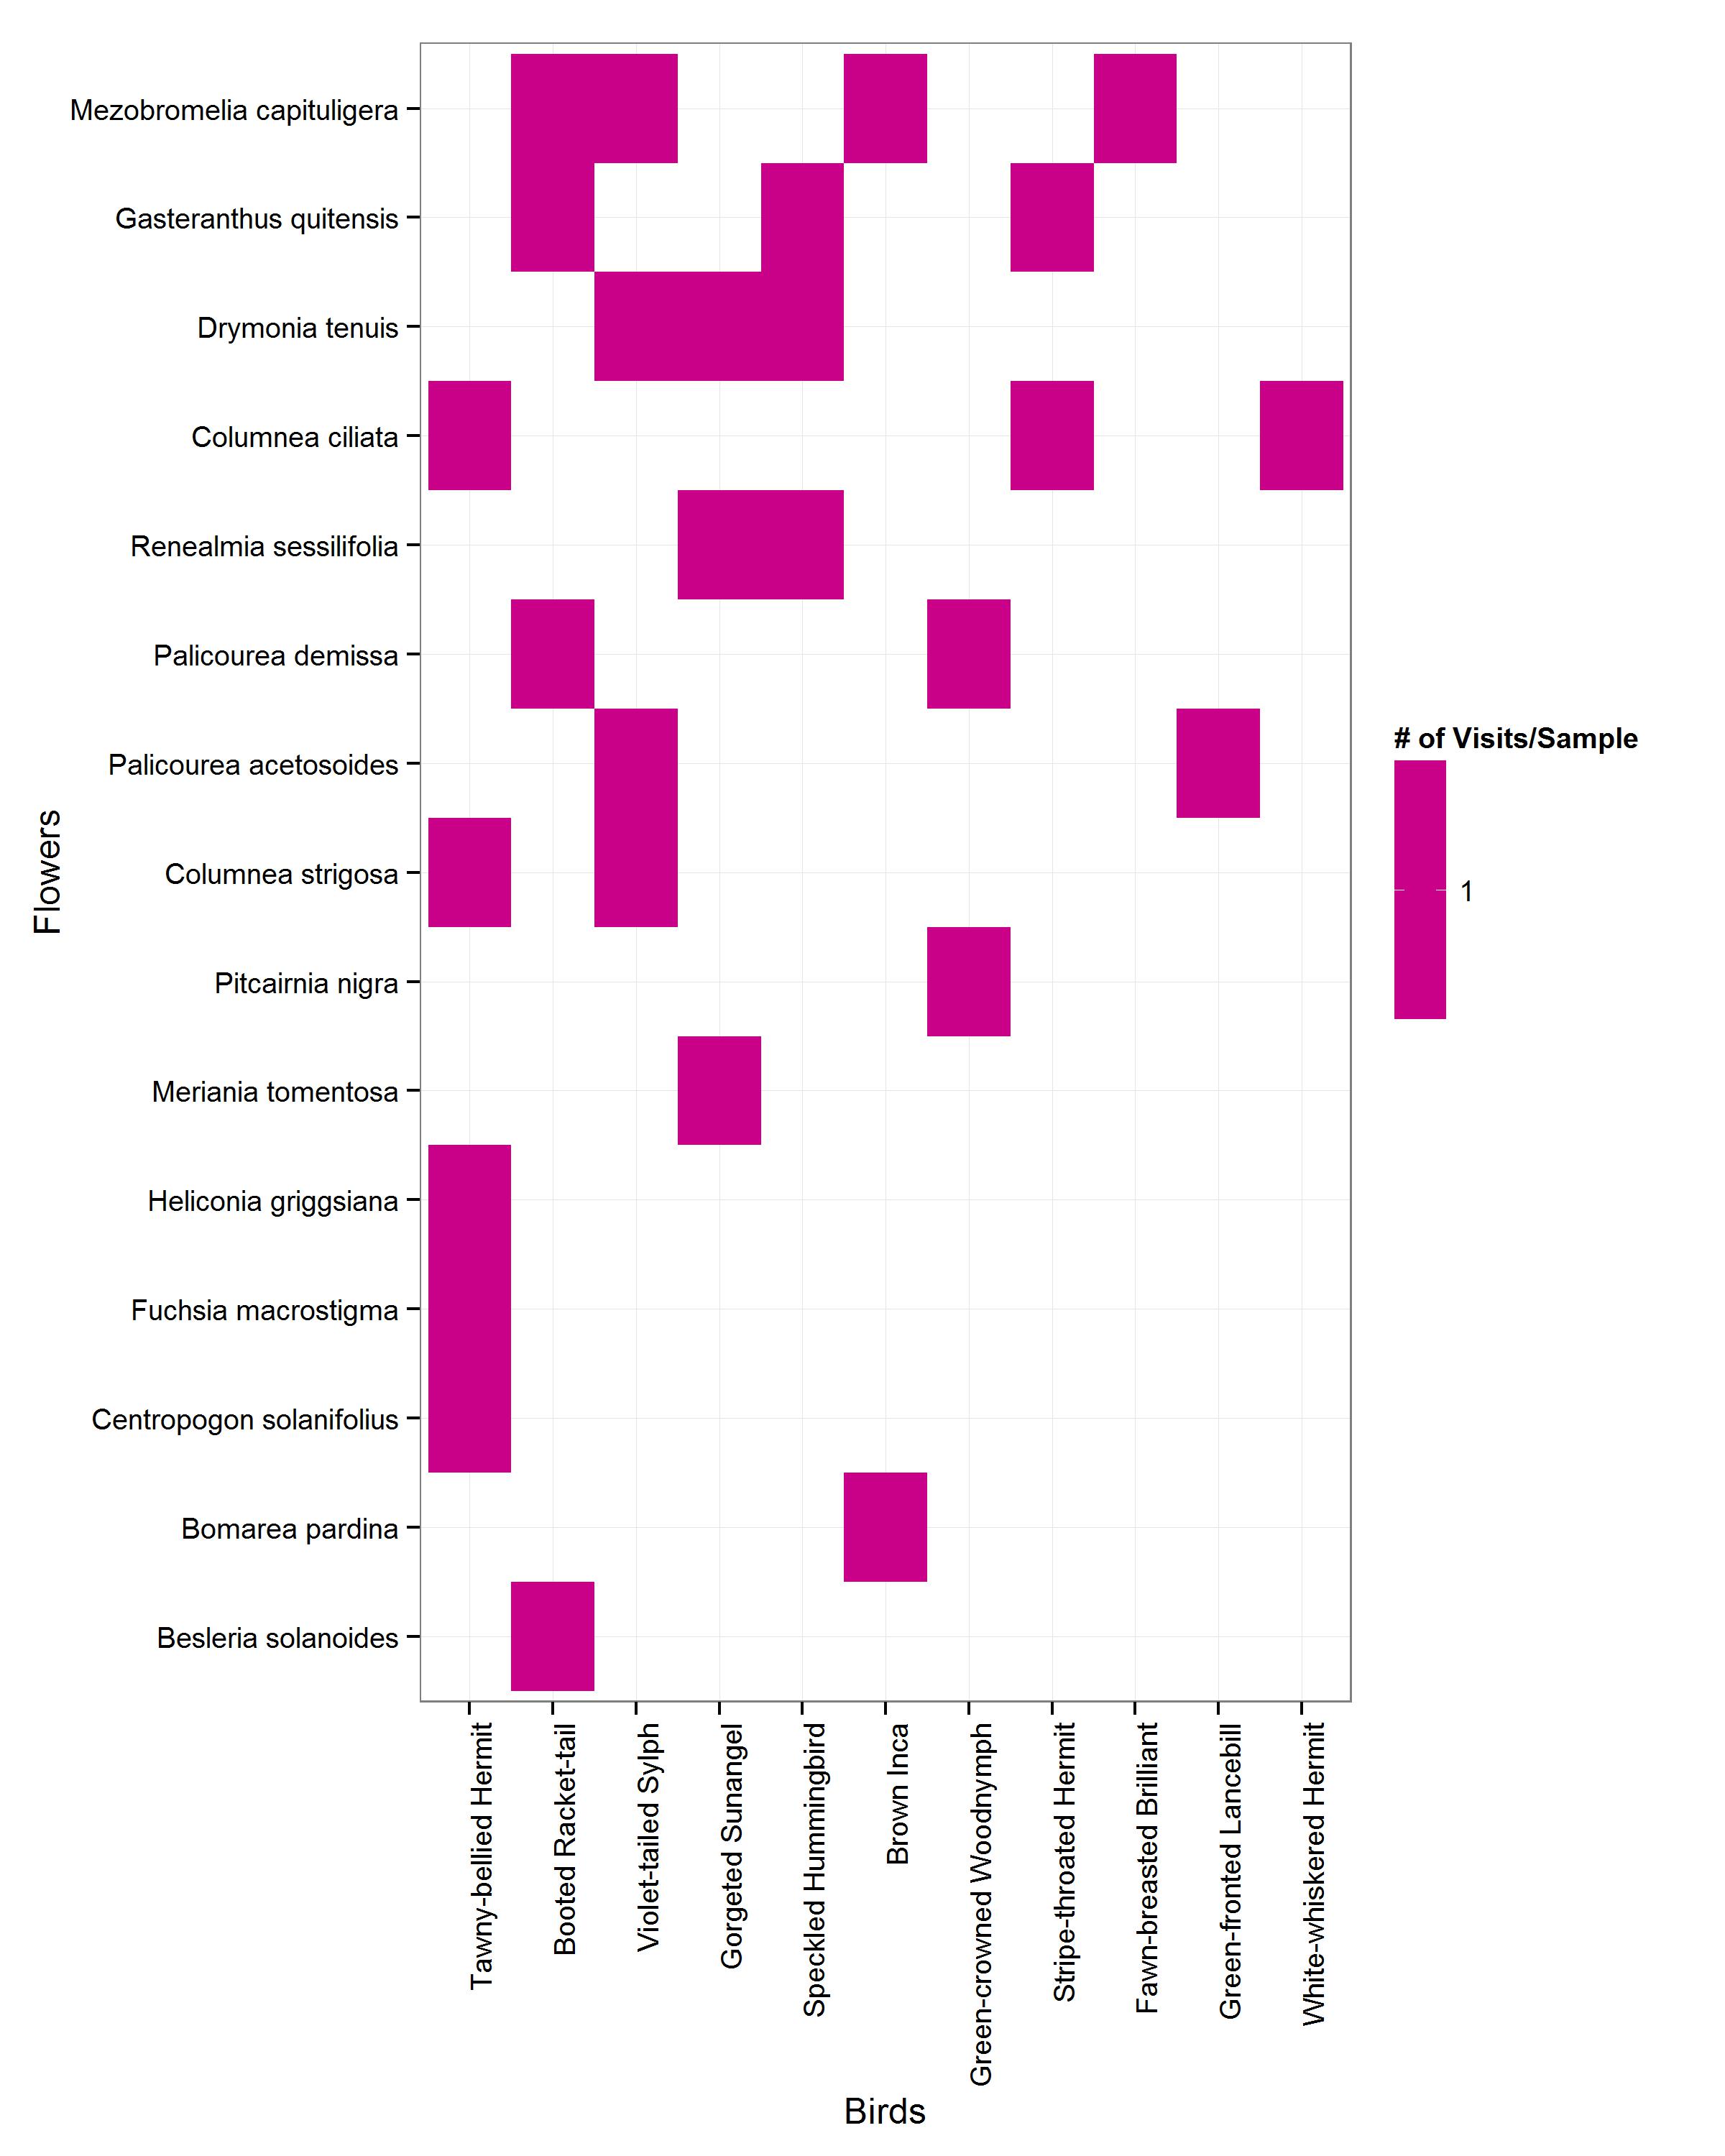 Mezobromelia capituligera
Gasteranthus quitensis
Drymonia tenuis
Columnea ciliata
Renealmia sessilifolia
Palicourea demissa
Palicourea acetosoides
Columnea strigosa
Pitcairnia nigra
Meriania tomentosa
Heliconia griggsiana
Fuchsia macrostigma
Centropogon solanifolius
Bomarea pardina
Besleria solanoides
Flowers
# of Visits/Sample
1
Tawny-bellied Hermit
Booted Racket-tail
Violet-tailed Sylph
Gorgeted Sunangel
Speckled Hummingbird
Brown Inca
Green-crowned Woodnymph
Stripe-throated Hermit
Fawn-breasted Brilliant
Green-fronted Lancebill
White-whiskered Hermit
Birds